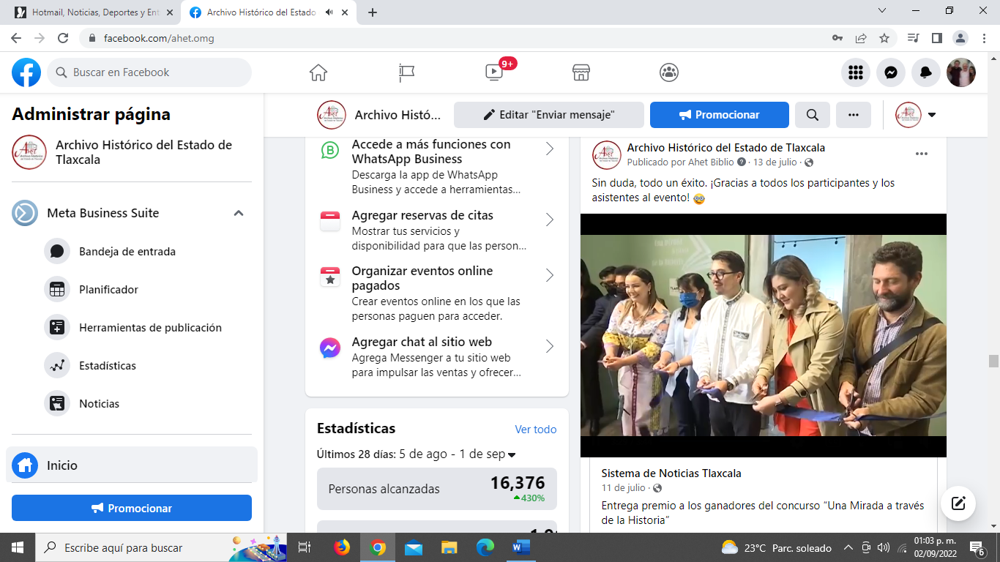 Hotmail, Noticias, Deportes y Ent
Archivo Histórico del Estado
facebook.com/ahet.omg
Buscar en Facebook
9+
Administrar página
Archivo Histórico del Estado de
Tlaxcala
Meta Business Suite
Bandeja de entrada
Planificador
Herramientas de publicación
Estadísticas
Noticias
Inicio
Promocionar
Archivo Histó...
Editar "Enviar mensaje"
Promocionar
Accede a más funciones con
WhatsApp Business
Descarga la app de WhatsApp
Business y accede a herramientas...
Agregar reservas de citas
Mostrar tus servicios y
disponibilidad para que las person...
Organizar eventos online
pagados
Crear eventos online en los que las
personas paguen para acceder.
Agregar chat al sitio web
Agrega Messenger a tu sitio web
para impulsar las ventas y ofrecer...
Estadísticas
Ver todo
Últimos 28 días: 5 de ago - 1 de sep
Personas alcanzadas
16,376
430%
Archivo Histórico del Estado de Tlaxcala
Publicado por Ahet Biblio · 13 de julio ·
Sin duda, todo un éxito. ¡Gracias a todos los participantes y los
asistentes al evento!
Sistema de Noticias Tlaxcala
11 de julio ·
Entrega premio a los ganadores del concurso “Una Mirada a través
de la Historia”
Escribe aquí para buscar
23°C Parc. soleado
01:03 p. m.
02/09/2022
6